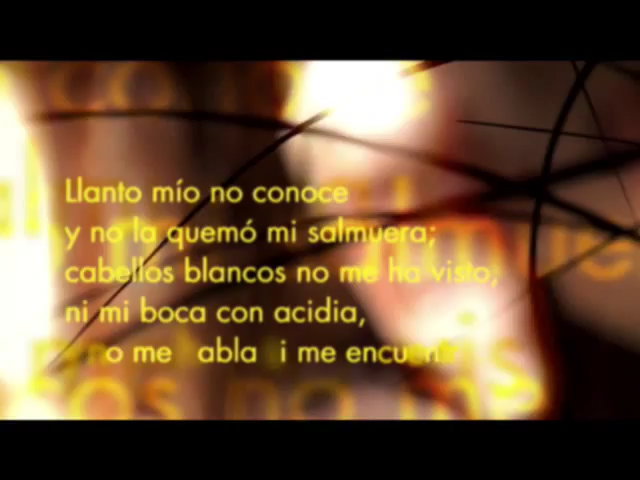 Llanto mío no conoce
y no la quemó mi salmuera;
cabellos blancos no me ha visto;
ni mi boca con acidia,
me